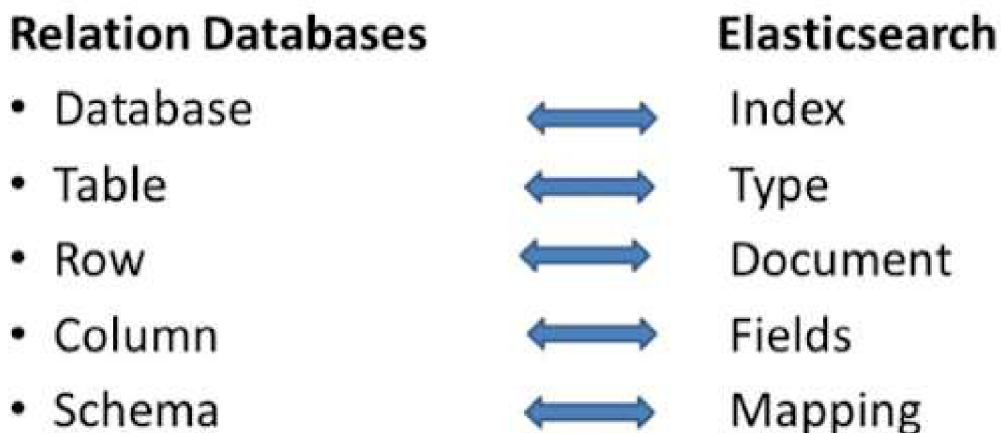 Relation Databases Elasticsearch
• Database Index
• Table Type
• Row Document
• Column Fields
• Schema Mapping